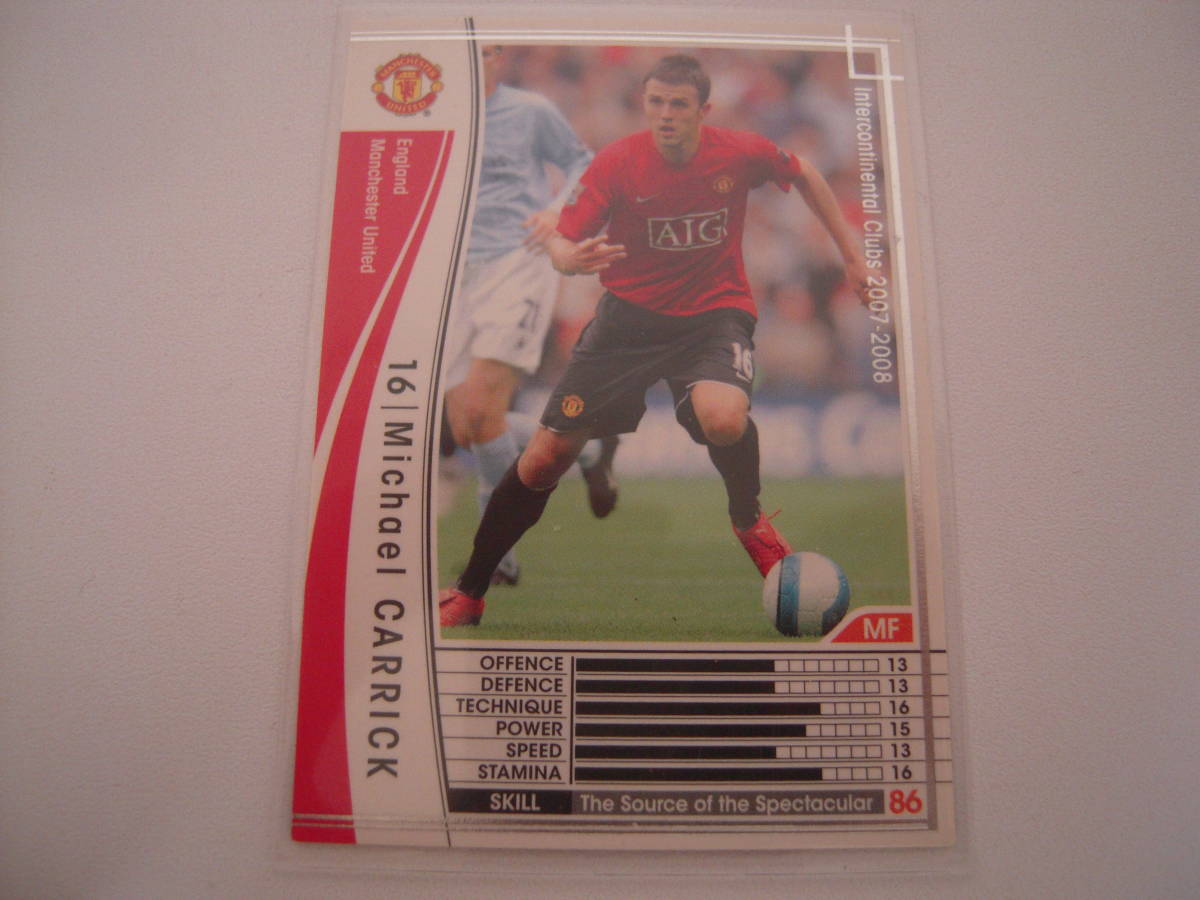 MANCHESTER
UNITED
England
Manchester United
16 | Michael CARRICK
Intercontinental Clubs 2007-2008
AIG
16
MF
OFFENCE 13
DEFENCE 13
TECHNIQUE 16
POWER 15
SPEED 13
STAMINA 16
SKILL The Source of the Spectacular 86